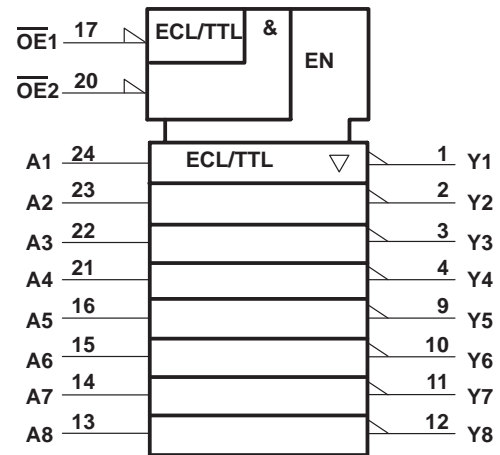 OE1 17 ECL/TTL & EN
OE2 20
A1 24 ECL/TTL ▽ 1 Y1
A2 23 2 Y2
A3 22 3 Y3
A4 21 4 Y4
A5 16 9 Y5
A6 15 10 Y6
A7 14 11 Y7
A8 13 12 Y8